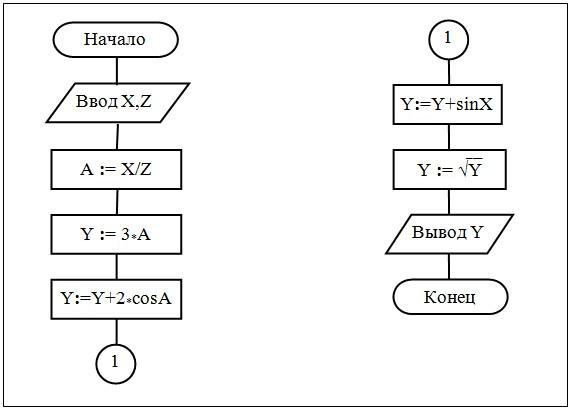 Начало
Ввод X,Z
A := X/Z
Y := 3*A
Y:=Y+2*cosA
1
1
Y:=Y+sinX
Y := √Y
Вывод Y
Конец